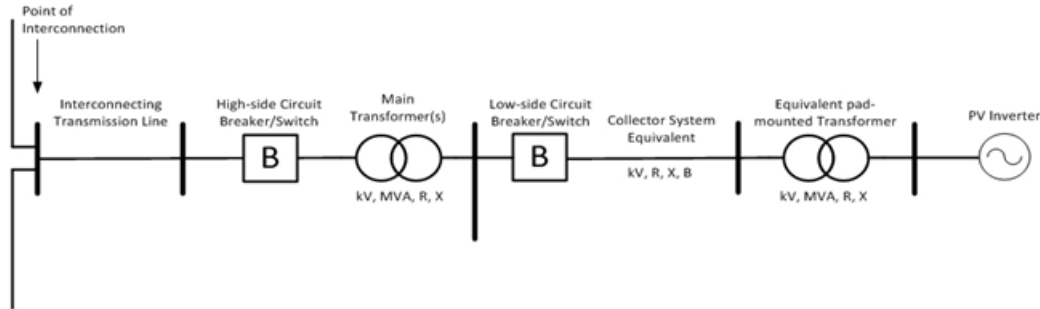 Point of
Interconnection
Interconnecting
Transmission Line
High-side Circuit
Breaker/Switch
B
Main
Transformer(s)
kV, MVA, R, X
Low-side Circuit
Breaker/Switch
B
Collector System
Equivalent
kV, R, X, B
Equivalent pad-
mounted Transformer
kV, MVA, R, X
PV Inverter